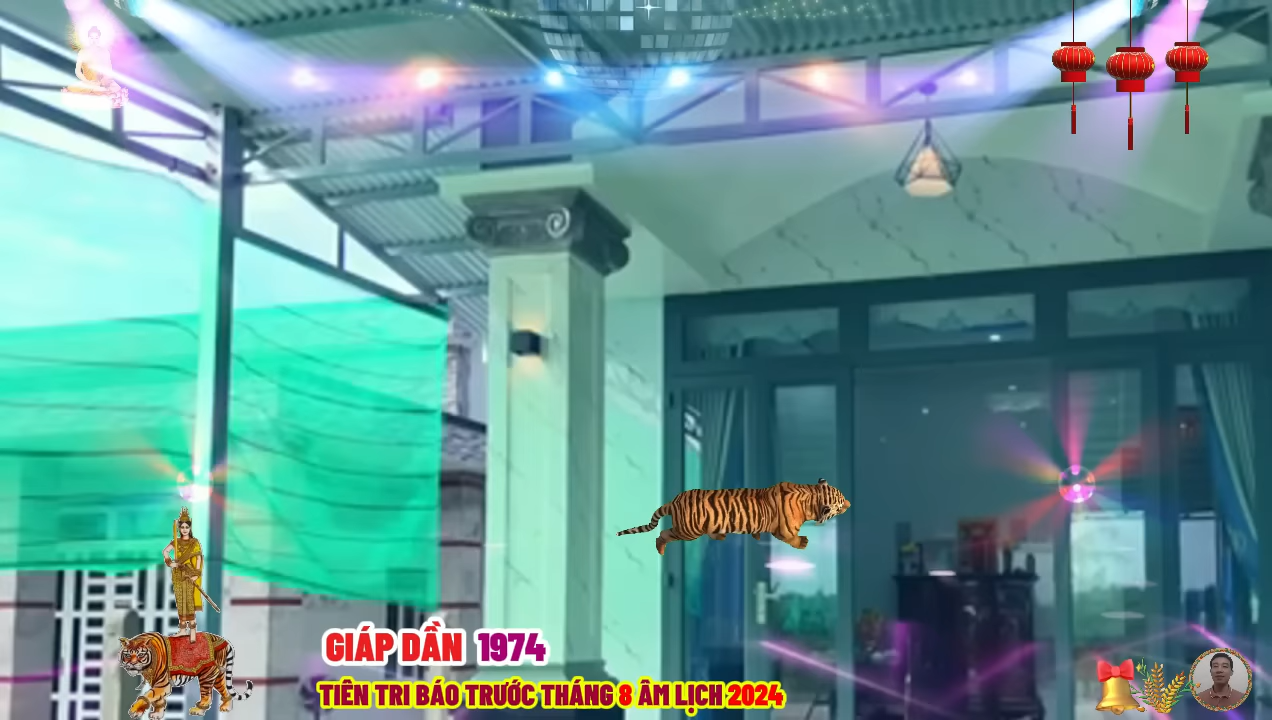 GIÁP DẦN 1974
TIÊN TRI BÁO TRƯỚC THÁNG 8 ÂM LỊCH 2024